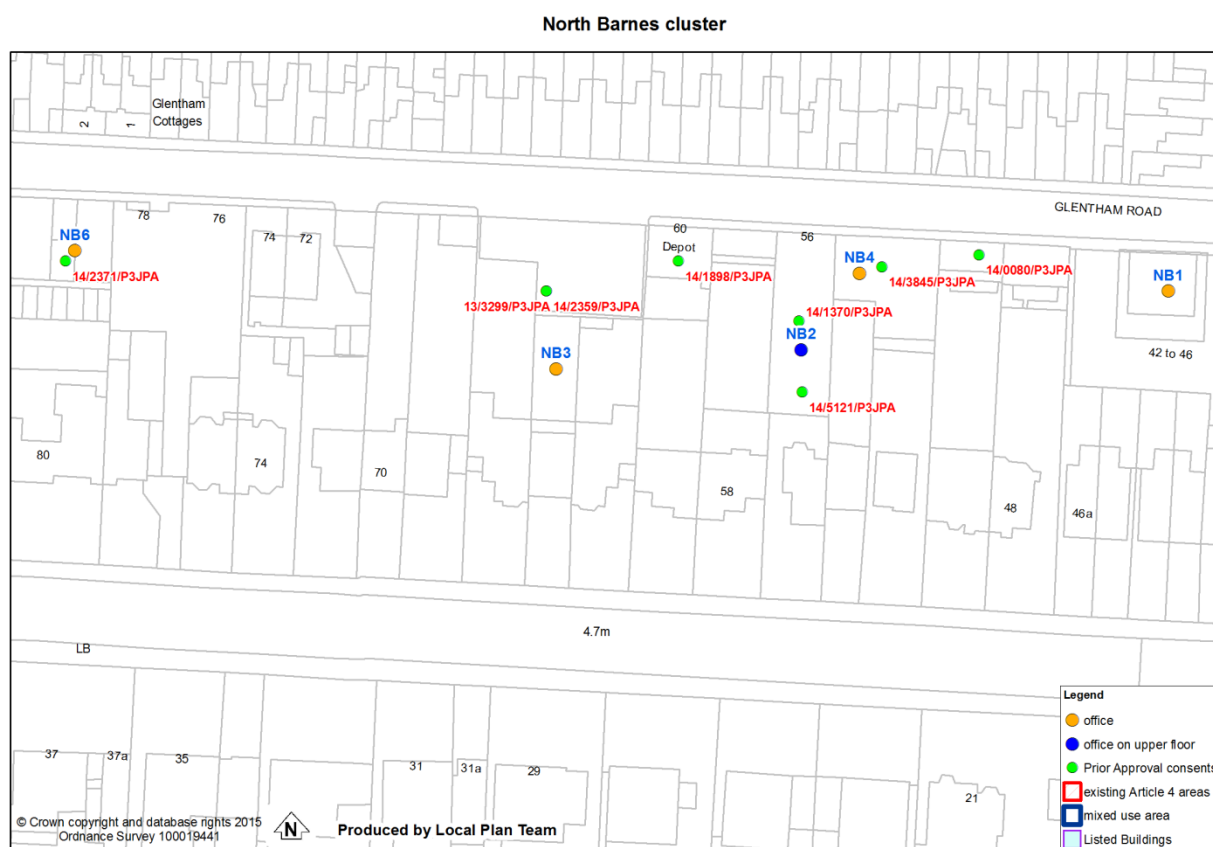 North Barnes cluster
Glentham
Cottages
2
1
GLENTHAM ROAD
78
76
74
72
60
Depot
56
NB6
14/2371/P3JPA
NB4
14/3845/P3JPA
14/0080/P3JPA
NB1
14/1898/P3JPA
13/3299/P3JPA 14/2359/P3JPA
14/1370/P3JPA
NB2
NB3
42 to 46
14/5121/P3JPA
80
74
70
58
48
46a
4.7m
LB
37
37a
35
31
31a
29
21
Legend
office
office on upper floor
Prior Approval consents
existing Article 4 areas
mixed use area
Listed Buildings
© Crown copyright and database rights 2015
Ordnance Survey 100019441
N
Produced by Local Plan Team